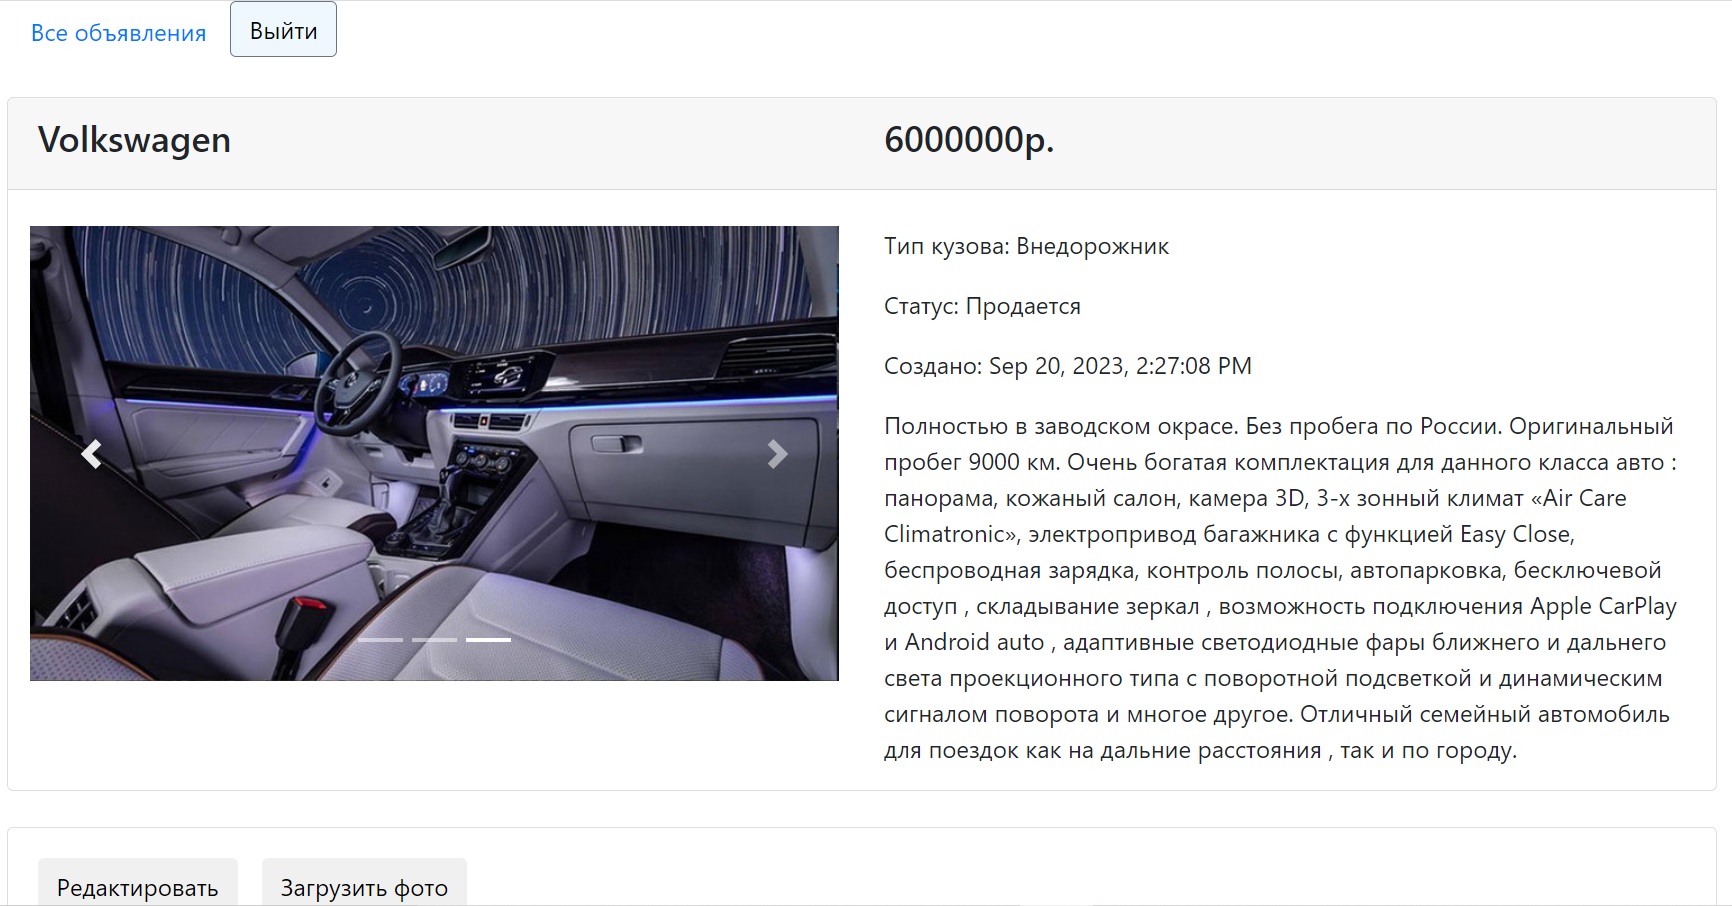 Все объявления Выйти
Volkswagen 6000000р.
Тип кузова: Внедорожник
Статус: Продается
Создано: Sep 20, 2023, 2:27:08 PM
Полностью в заводском окрасе. Без пробега по России. Оригинальный
пробег 9000 км. Очень богатая комплектация для данного класса авто :
панорама, кожаный салон, камера 3D, 3-х зонный климат «Air Care
Climatronic», электропривод багажника с функцией Easy Close,
беспроводная зарядка, контроль полосы, автопарковка, бесключевой
доступ , складывание зеркал , возможность подключения Apple CarPlay
и Android auto , адаптивные светодиодные фары ближнего и дальнего
света проекционного типа с поворотной подсветкой и динамическим
сигналом поворота и многое другое. Отличный семейный автомобиль
для поездок как на дальние расстояния , так и по городу.
Редактировать Загрузить фото